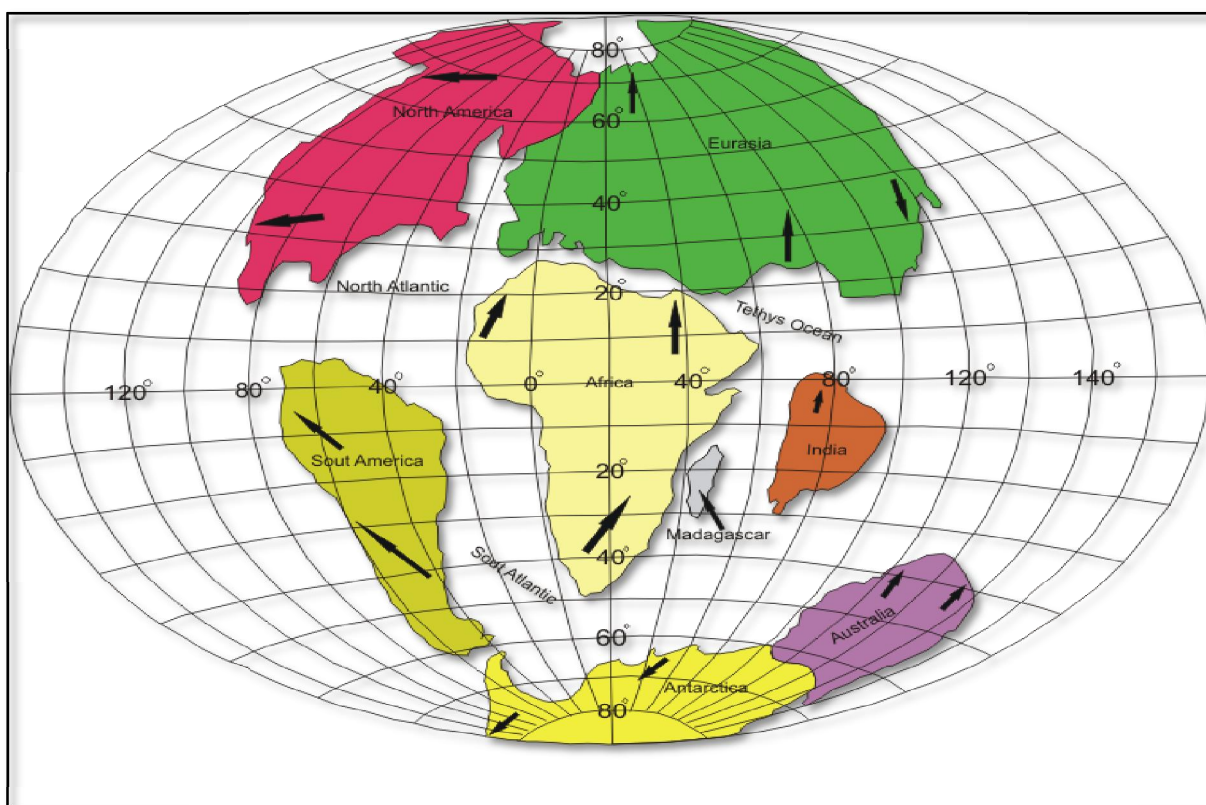 80°
North America
60°
Eurasia
40°
North Atlantic
20°
Tethys Ocean
120°
80°
40°
0°
Africa
40°
80°
120°
140°
Sout America
20°
India
Madagascar
40°
Sout Atlantic
60°
Australia
Antarctica
80°